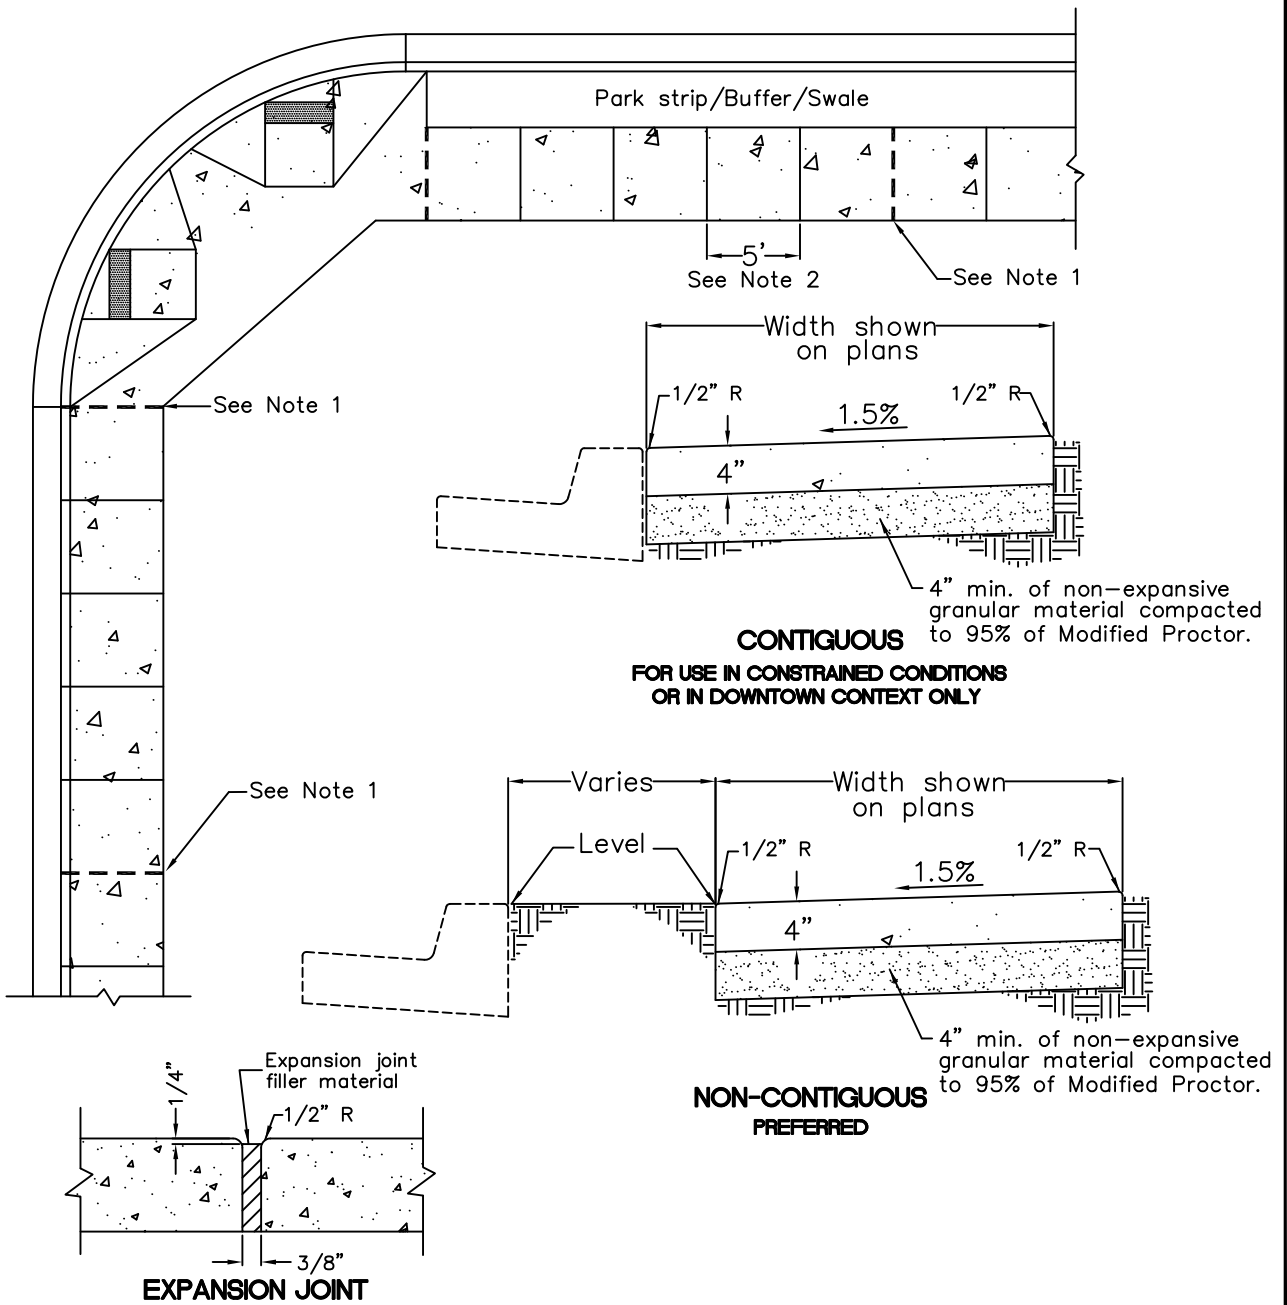 Park strip/Buffer/Swale
5'
See Note 2
See Note 1
Width shown
on plans
See Note 1
1/2" R
1.5%
1/2" R
4"
4" min. of non-expansive
granular material compacted
to 95% of Modified Proctor.
CONTIGUOUS
FOR USE IN CONSTRAINED CONDITIONS
OR IN DOWNTOWN CONTEXT ONLY
See Note 1
Varies
Width shown
on plans
Level
1/2" R
1.5%
1/2" R
4"
4" min. of non-expansive
granular material compacted
to 95% of Modified Proctor.
NON-CONTIGUOUS
PREFERRED
1/4"
Expansion joint
filler material
1/2" R
3/8"
EXPANSION JOINT